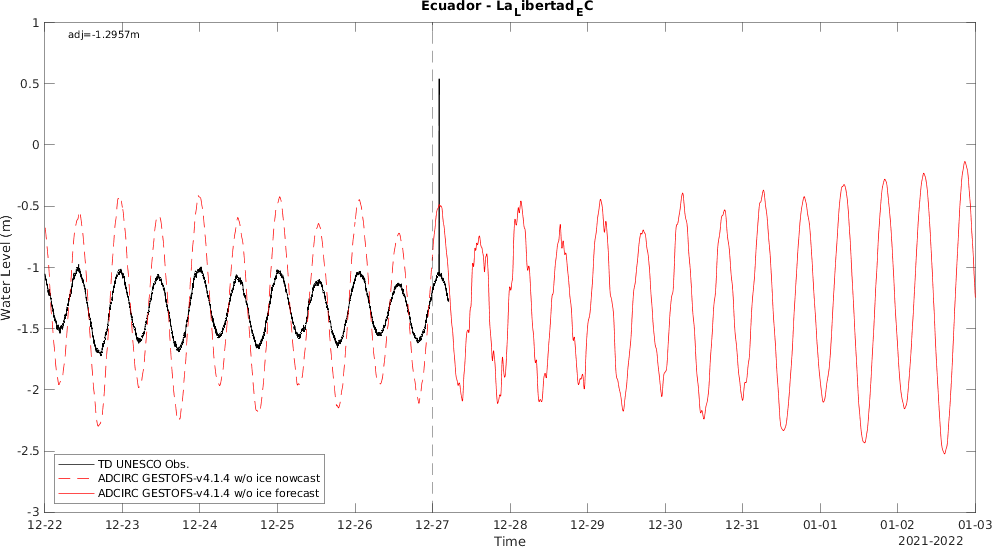 Ecuador - LaLibertadEC
adj=-1.2957m
1
0.5
0
-0.5
-1
-1.5
-2
-2.5
-3
Water Level (m)
TD UNESCO Obs.
ADCIRC GESTOFS-v4.1.4 w/o ice nowcast
ADCIRC GESTOFS-v4.1.4 w/o ice forecast
12-22 12-23 12-24 12-25 12-26 12-27 12-28 12-29 12-30 12-31 01-01 01-02 01-03
Time
2021-2022